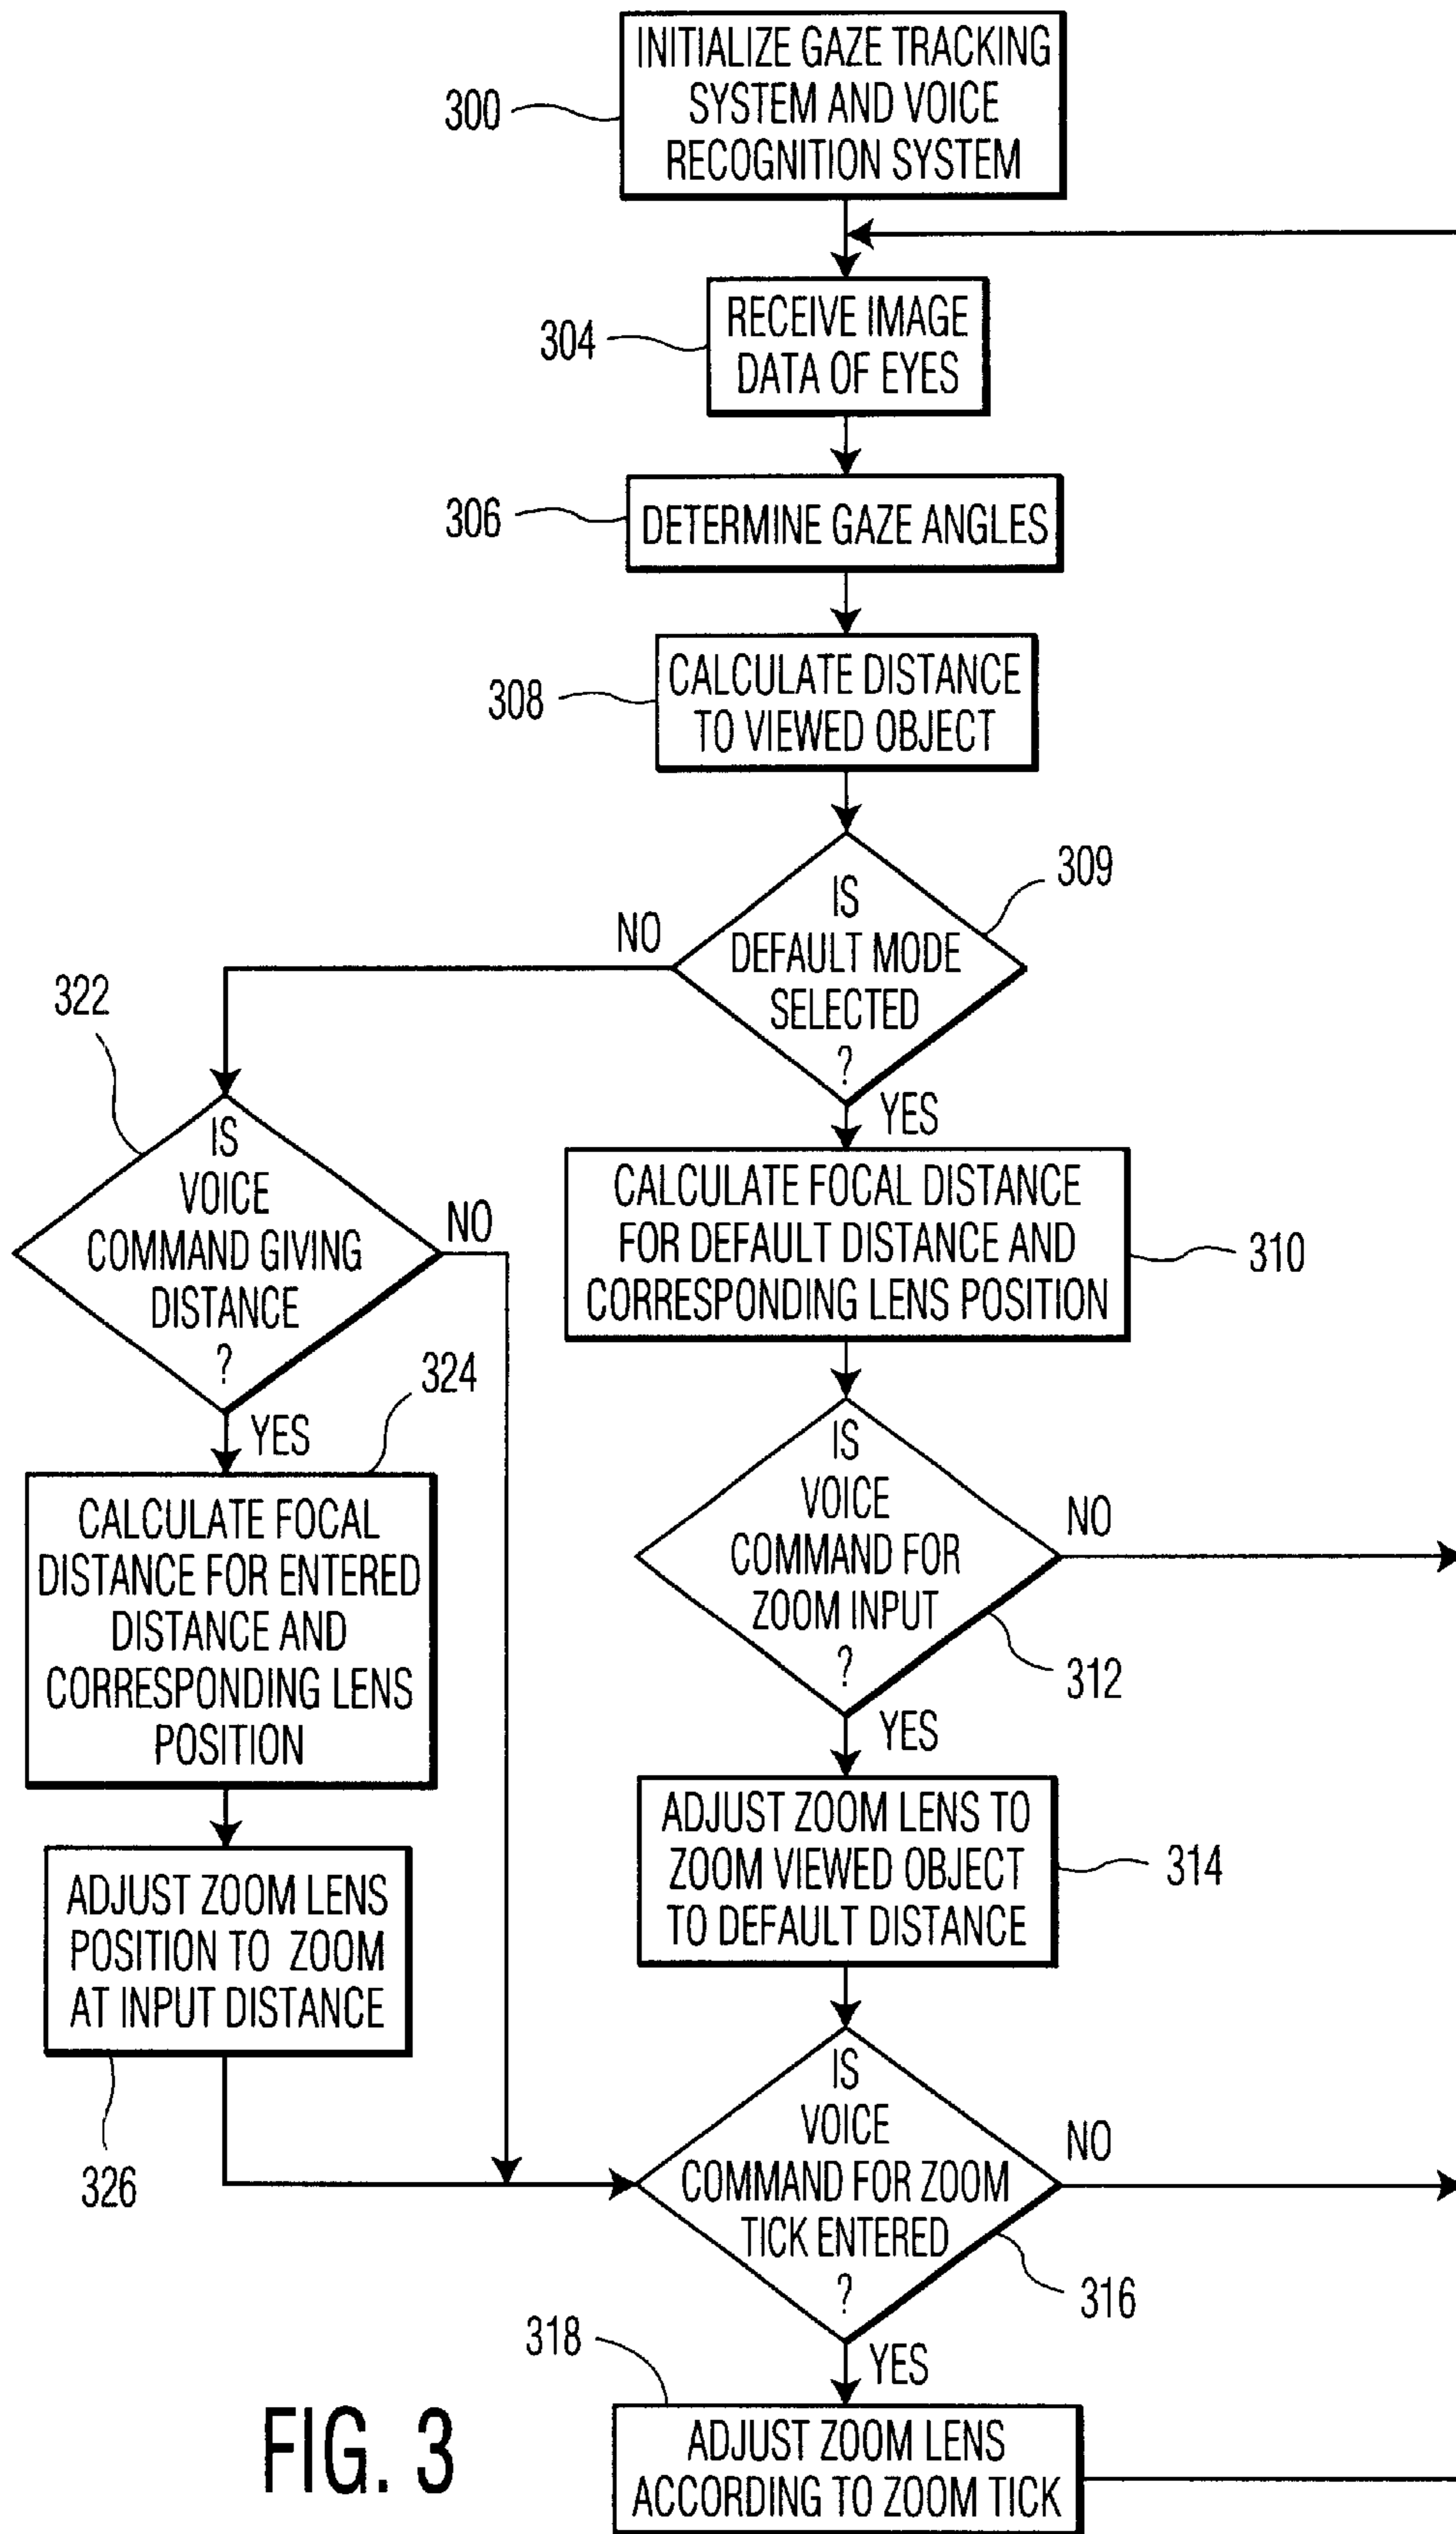 300
INITIALIZE GAZE TRACKING
SYSTEM AND VOICE
RECOGNITION SYSTEM
304
RECEIVE IMAGE
DATA OF EYES
306
DETERMINE GAZE ANGLES
308
CALCULATE DISTANCE
TO VIEWED OBJECT
309
IS
DEFAULT MODE
SELECTED
?
NO
YES
322
IS
VOICE
COMMAND GIVING
DISTANCE
?
NO
YES
310
CALCULATE FOCAL DISTANCE
FOR DEFAULT DISTANCE AND
CORRESPONDING LENS POSITION
324
CALCULATE FOCAL
DISTANCE FOR ENTERED
DISTANCE AND
CORRESPONDING LENS
POSITION
IS
VOICE
COMMAND FOR
ZOOM INPUT
?
NO
312
YES
326
ADJUST ZOOM LENS
POSITION TO ZOOM
AT INPUT DISTANCE
ADJUST ZOOM LENS TO
ZOOM VIEWED OBJECT
TO DEFAULT DISTANCE
314
IS
VOICE
COMMAND FOR ZOOM
TICK ENTERED
?
NO
316
YES
318
ADJUST ZOOM LENS
ACCORDING TO ZOOM TICK
FIG. 3